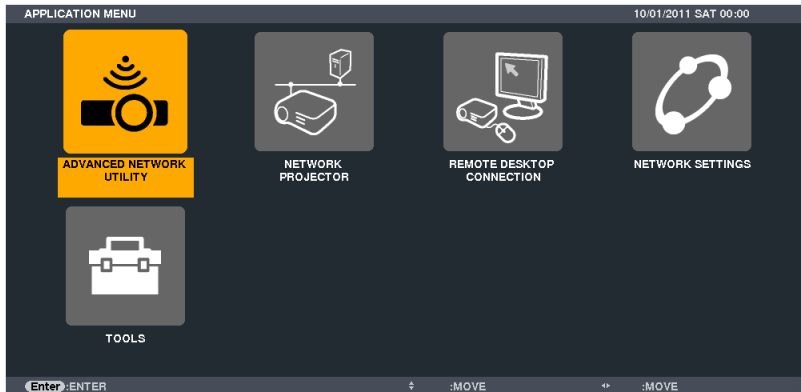 APPLICATION MENU 10/01/2011 SAT 00:00
ADVANCED NETWORK
UTILITY
NETWORK
PROJECTOR
REMOTE DESKTOP
CONNECTION
NETWORK SETTINGS
TOOLS
Enter:ENTER :MOVE :MOVE